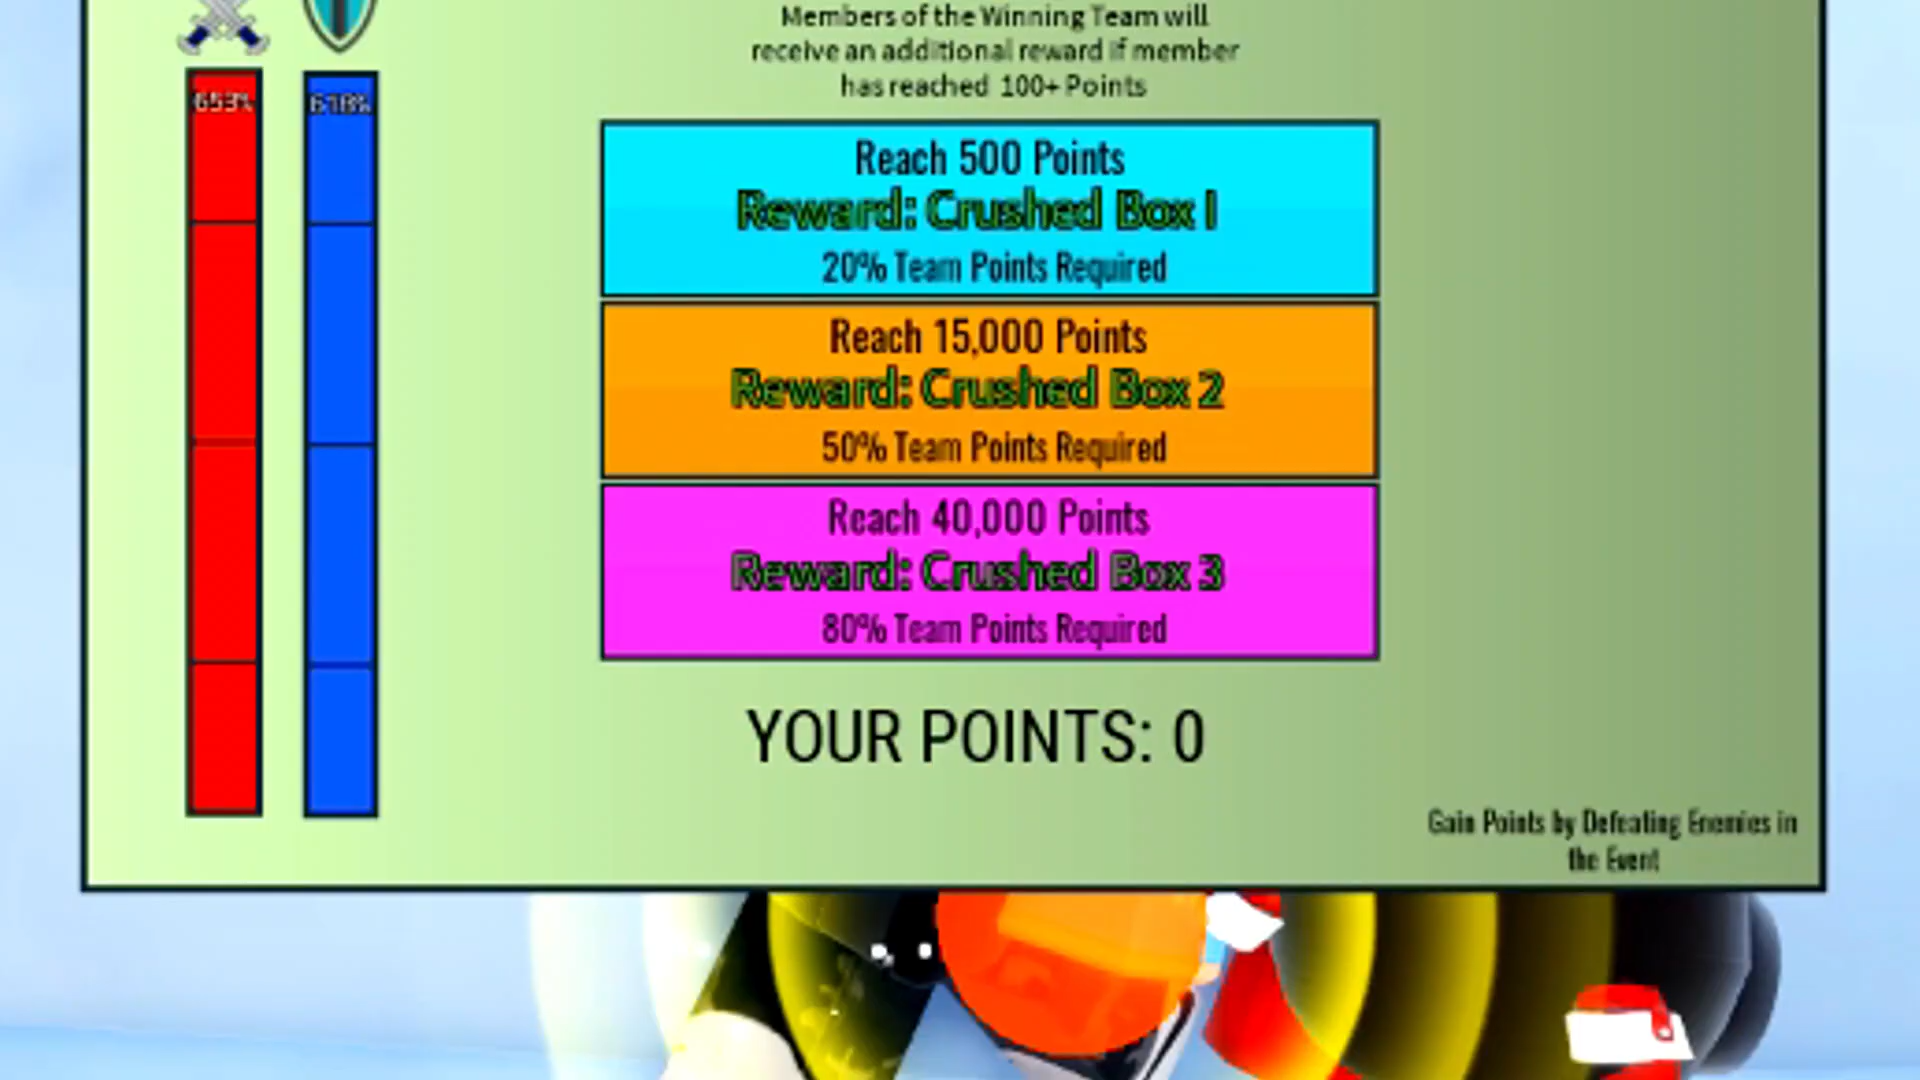 Members of the Winning Team will
receive an additional reward if member
has reached 100+ Points
653%
618%
Reach 500 Points
Reward: Crushed Box 1
20% Team Points Required
Reach 15,000 Points
Reward: Crushed Box 2
50% Team Points Required
Reach 40,000 Points
Reward: Crushed Box 3
80% Team Points Required
YOUR POINTS: 0
Gain Points by Defeating Enemies in
the Event